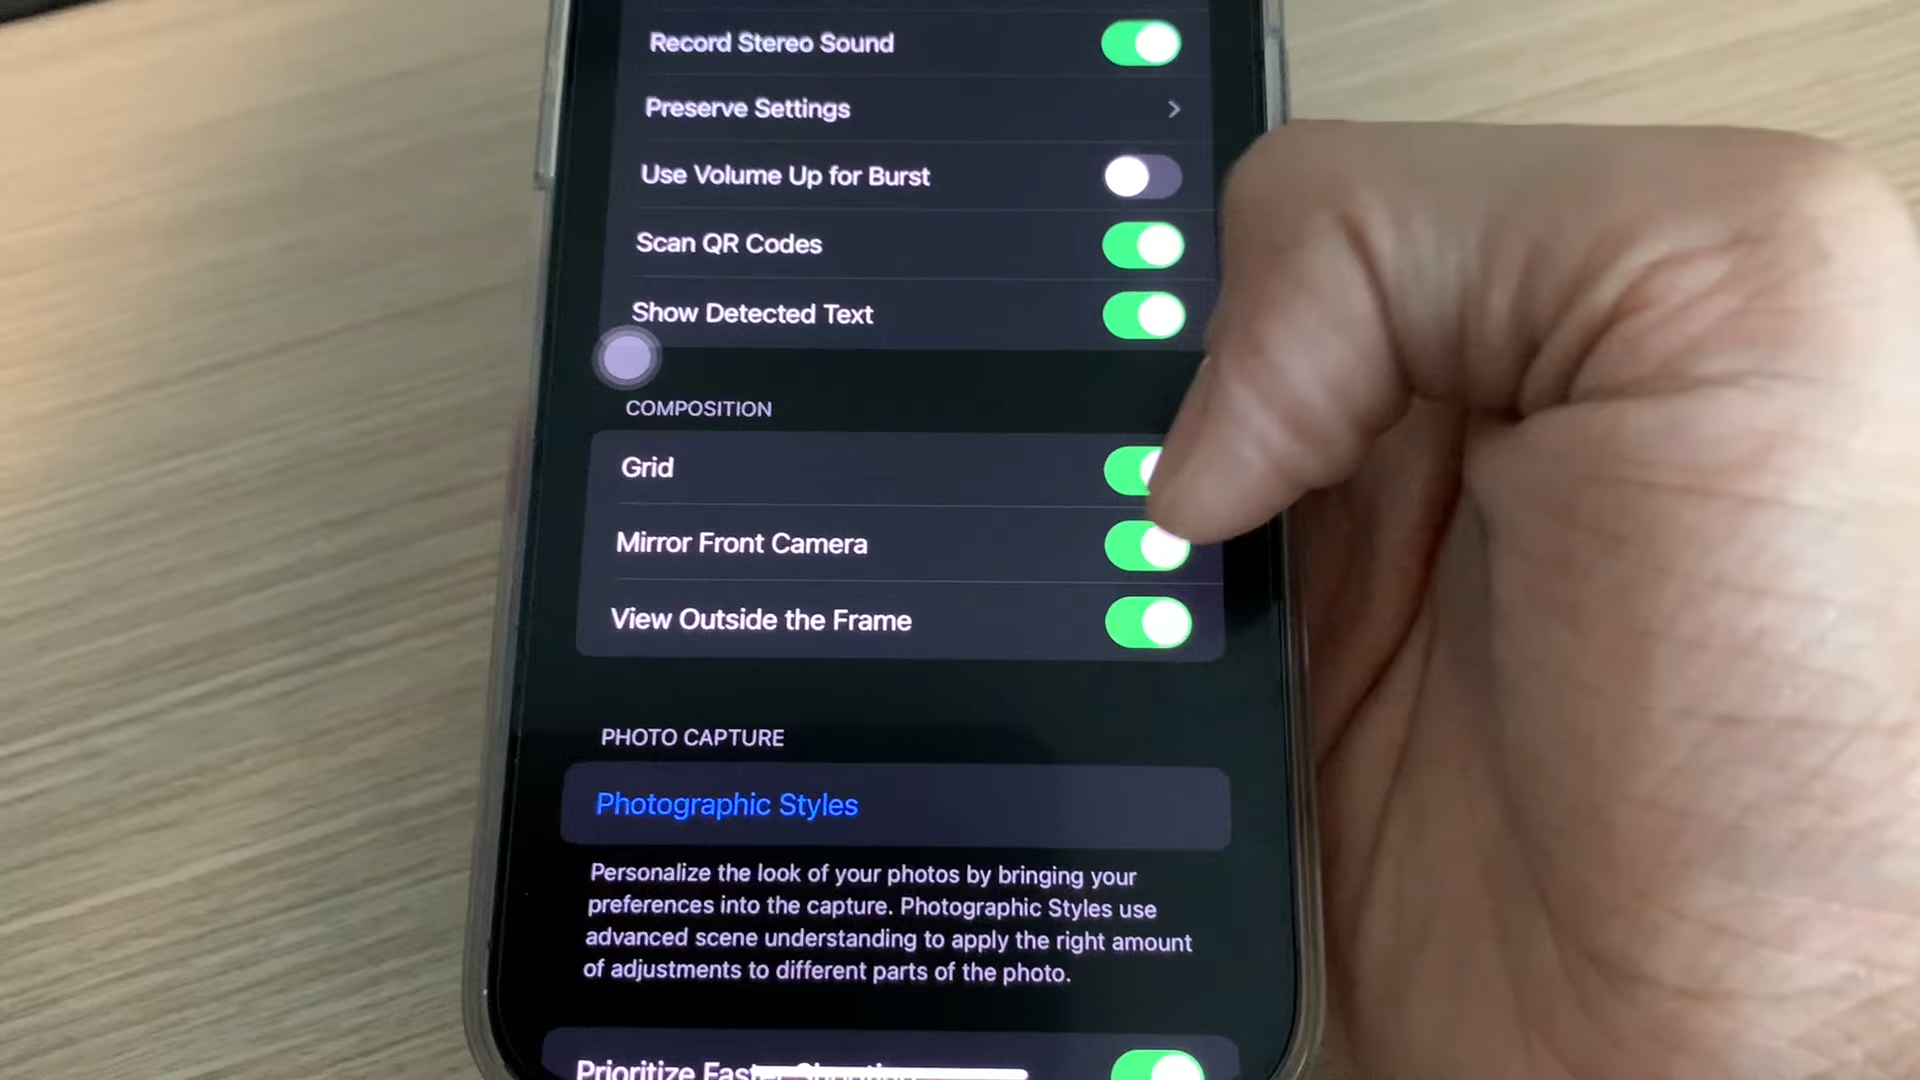 Record Stereo Sound
Preserve Settings
Use Volume Up for Burst
Scan QR Codes
Show Detected Text
COMPOSITION
Grid
Mirror Front Camera
View Outside the Frame
PHOTO CAPTURE
Photographic Styles
Personalize the look of your photos by bringing your
preferences into the capture. Photographic Styles use
advanced scene understanding to apply the right amount
of adjustments to different parts of the photo.
Prioritize Faster Shooting